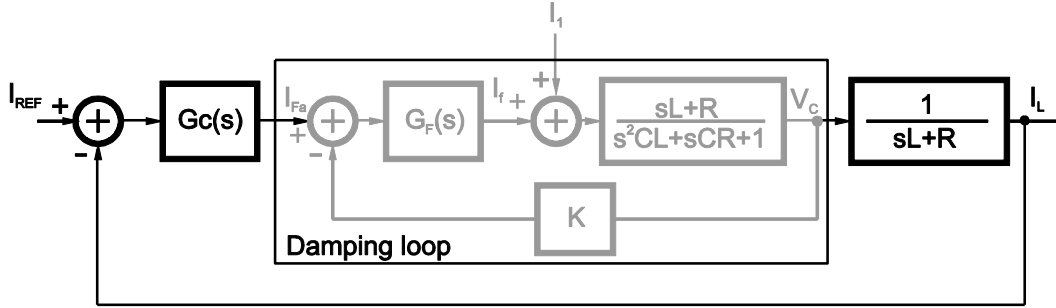 I1
IREF
+
+
-
Gc(s)
IFa
+
+
-
GF(s)
If
+
+
+
sL+R
s²CL+sCR+1
VC
1
sL+R
IL
K
Damping loop